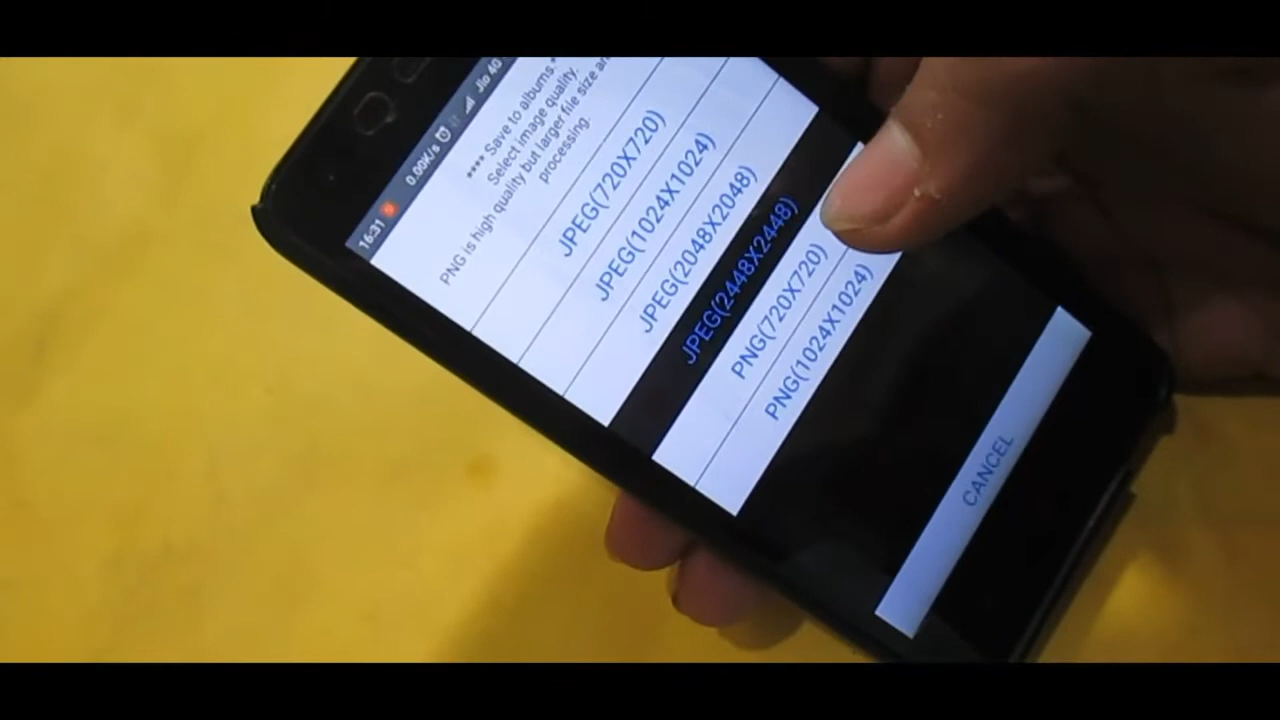 16:31 0.00K/s Jio 4G
**** Save to albums.*
Select image quality.
PNG is high quality but larger file size an
processing.
JPEG(720X720)
JPEG(1024X1024)
JPEG(2048X2048)
JPEG(2448X2448)
PNG(720X720)
PNG(1024X1024)
CANCEL